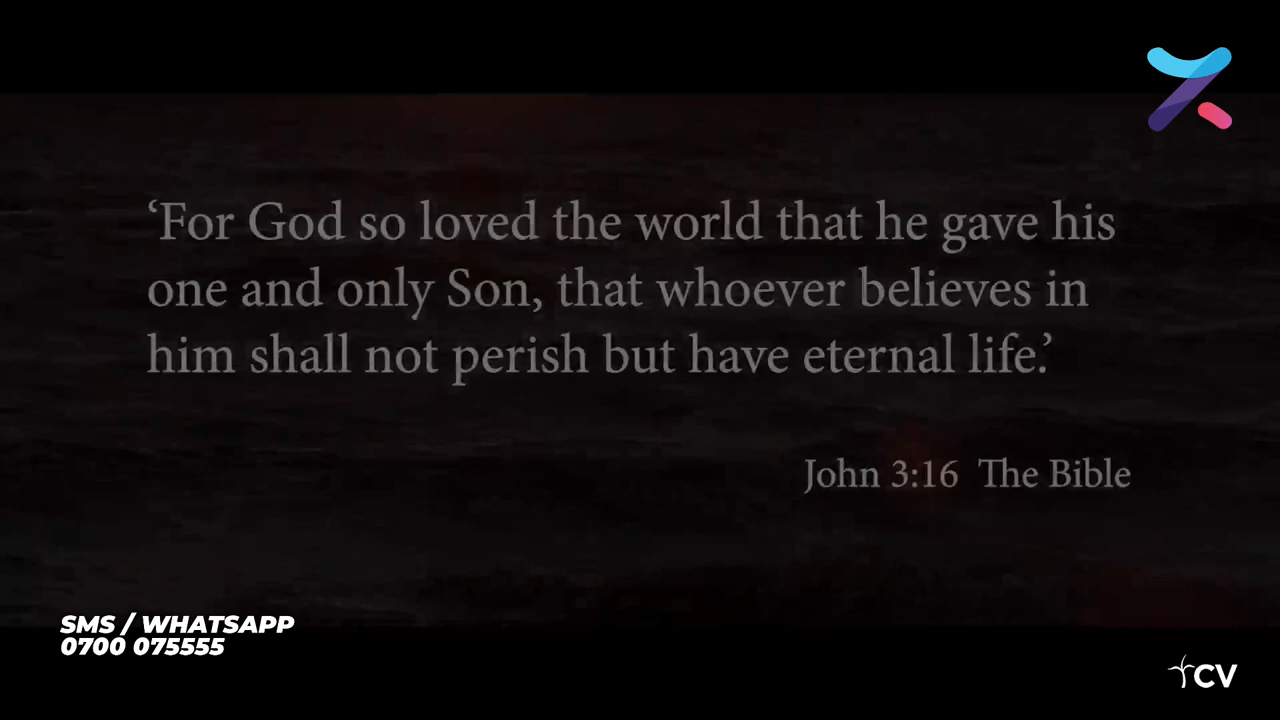 ‘For God so loved the world that he gave his
one and only Son, that whoever believes in
him shall not perish but have eternal life.’
John 3:16 The Bible
SMS / WHATSAPP
0700 075555
CV